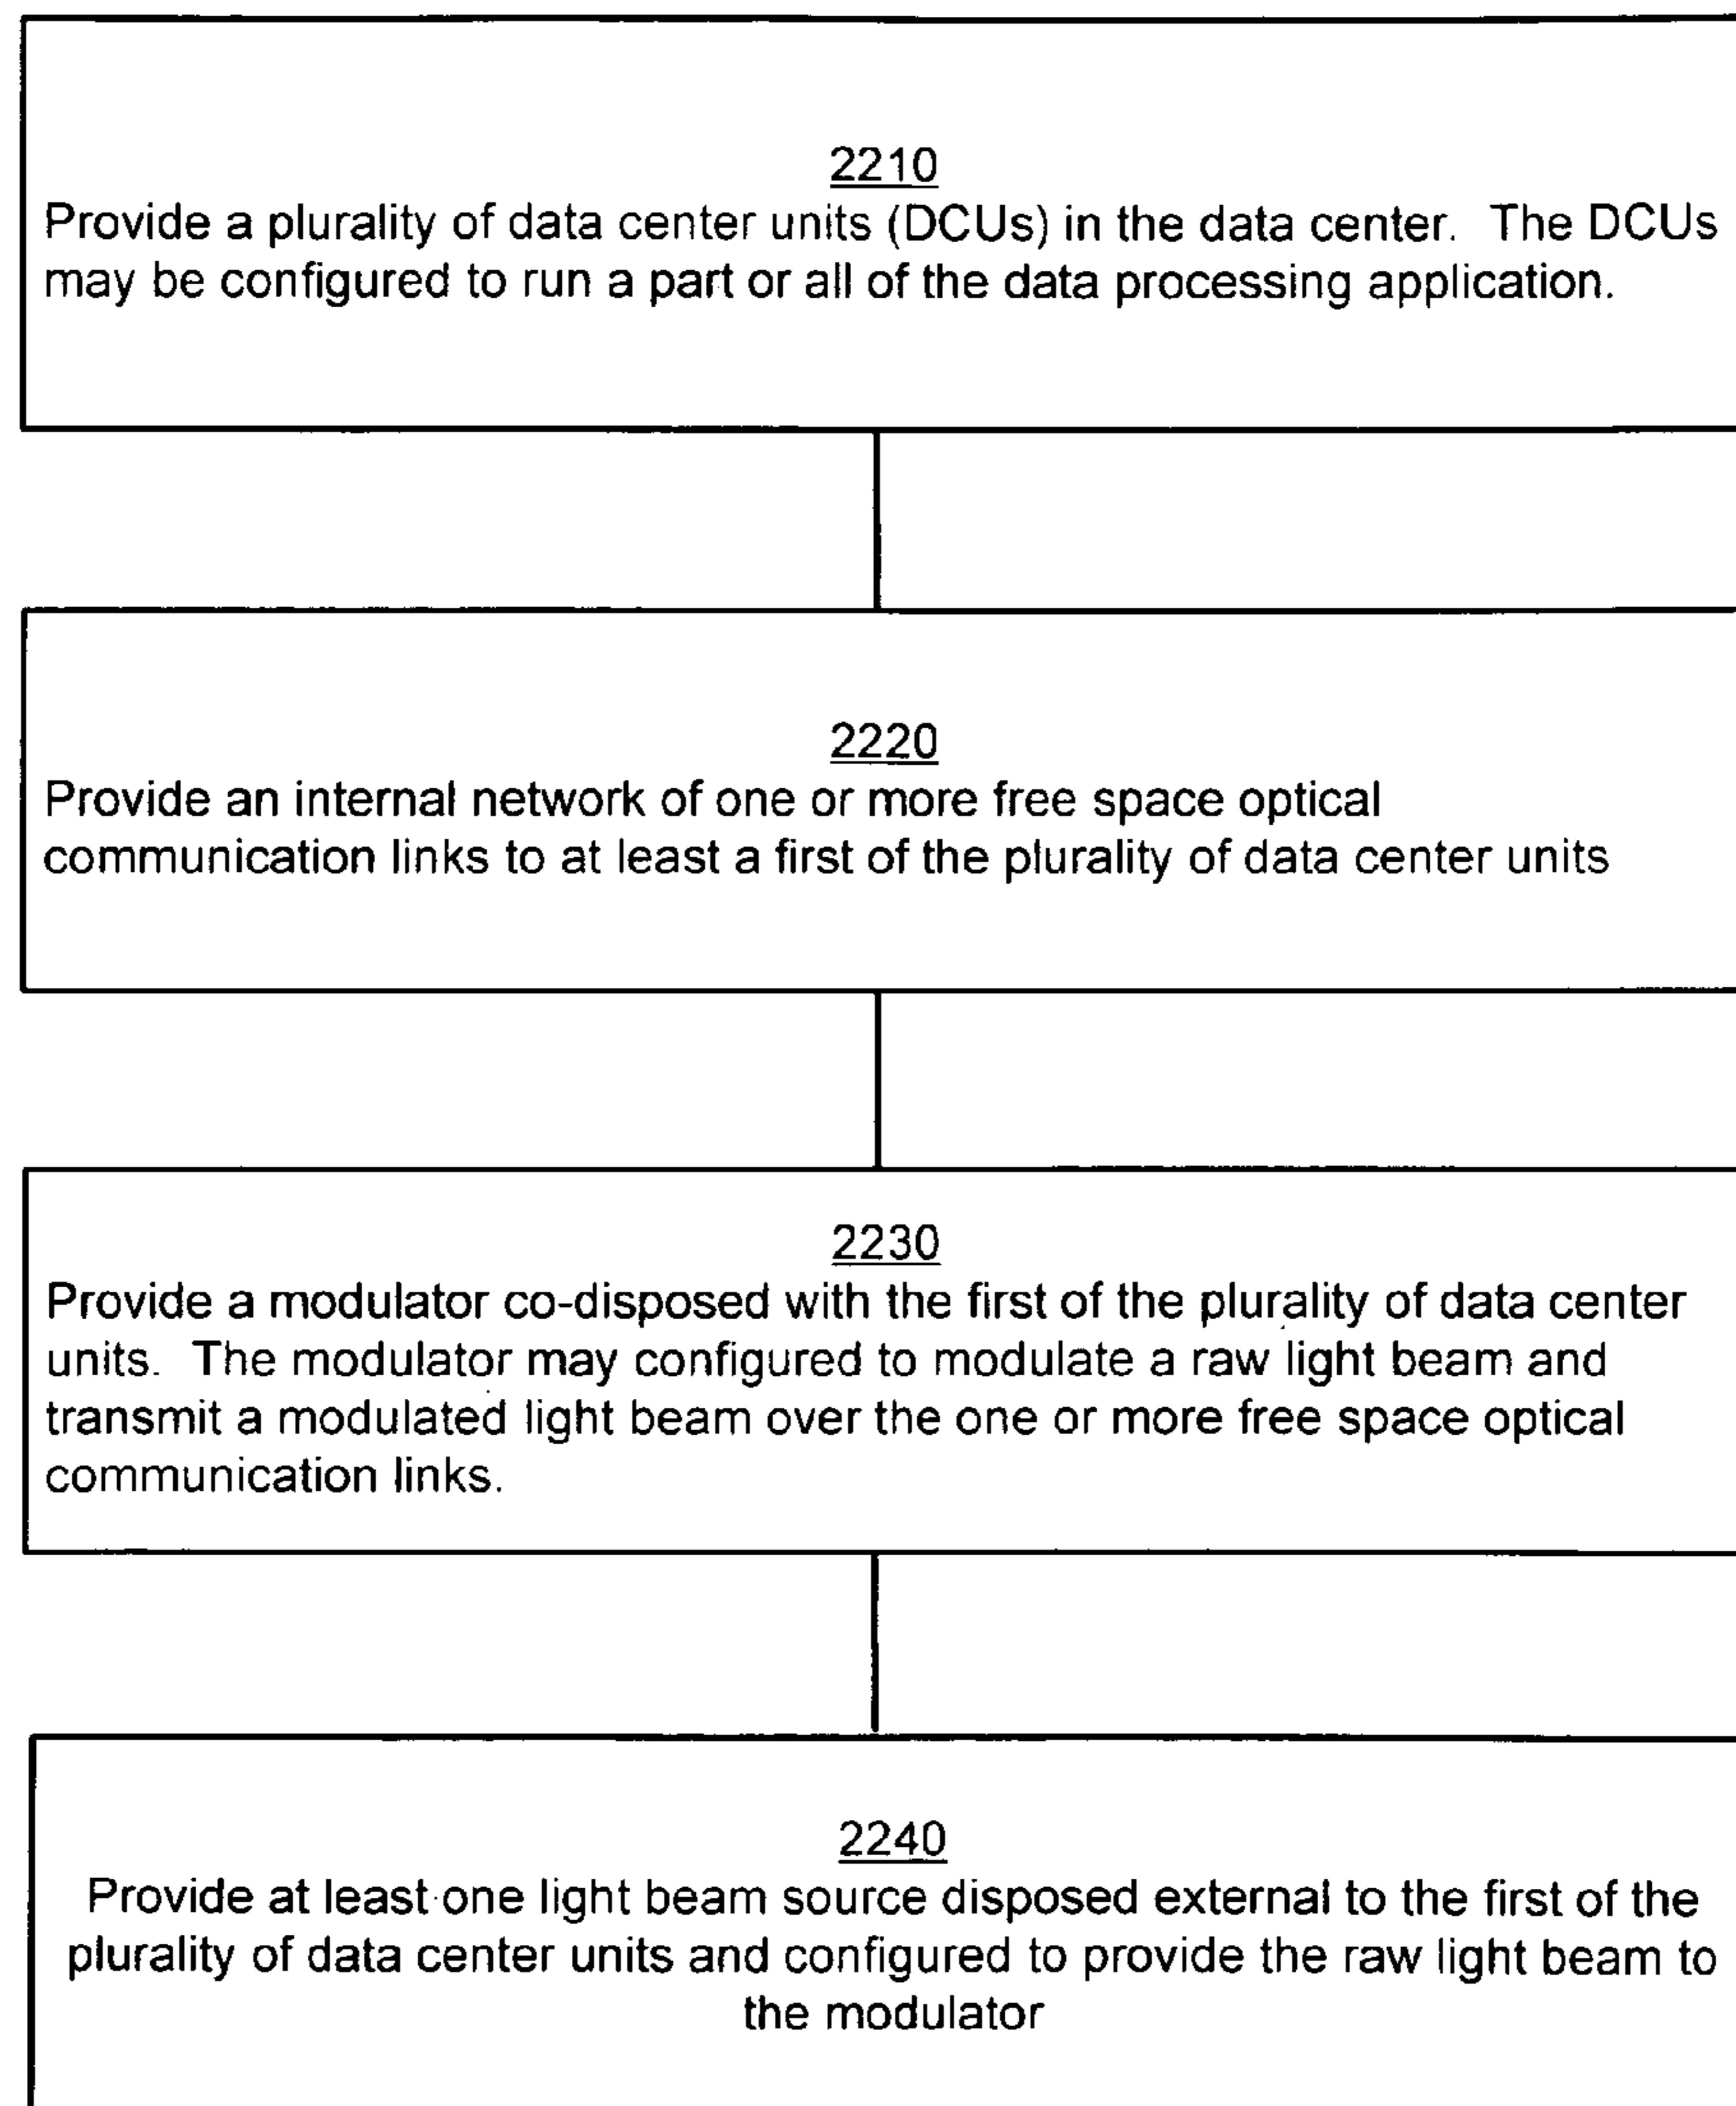 2210
Provide a plurality of data center units (DCUs) in the data center. The DCUs
may be configured to run a part or all of the data processing application.
2220
Provide an internal network of one or more free space optical
communication links to at least a first of the plurality of data center units
2230
Provide a modulator co-disposed with the first of the plurality of data center
units. The modulator may configured to modulate a raw light beam and
transmit a modulated light beam over the one or more free space optical
communication links.
2240
Provide at least one light beam source disposed external to the first of the
plurality of data center units and configured to provide the raw light beam to
the modulator